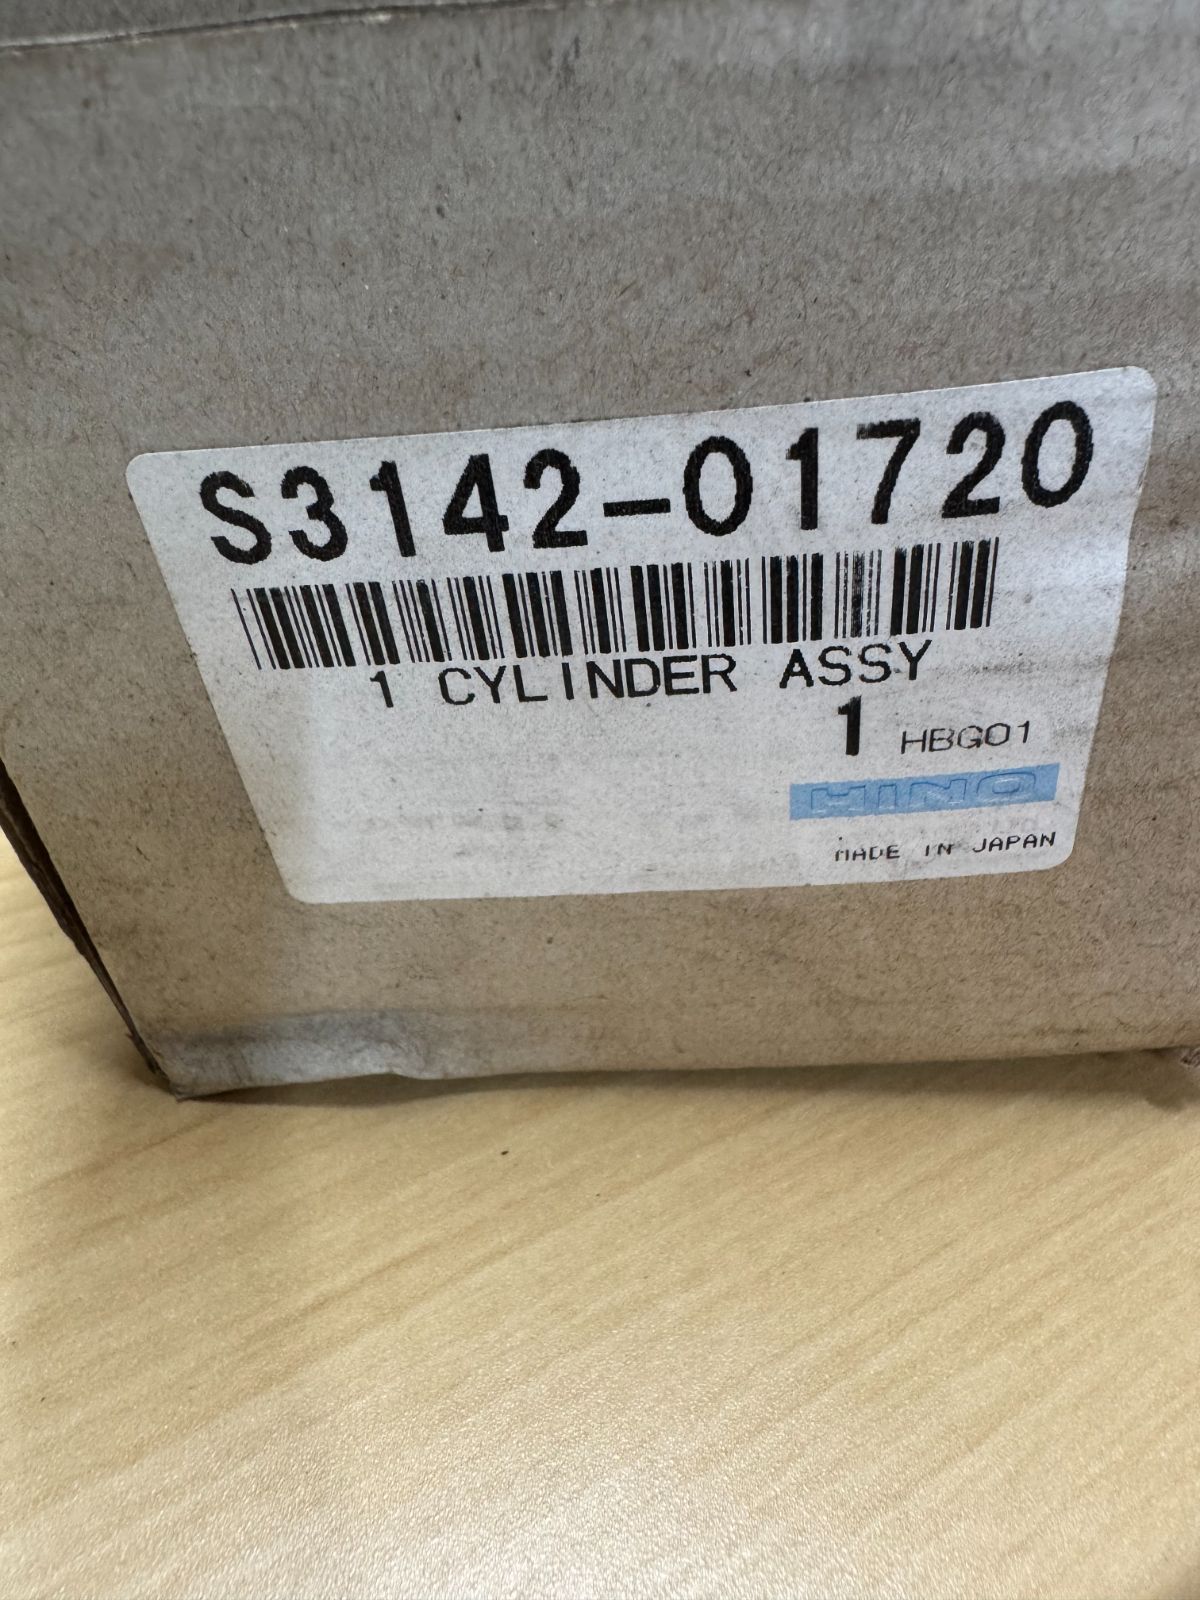 S3142-01720
1 CYLINDER ASSY
1 HBG01
HINO
MADE IN JAPAN